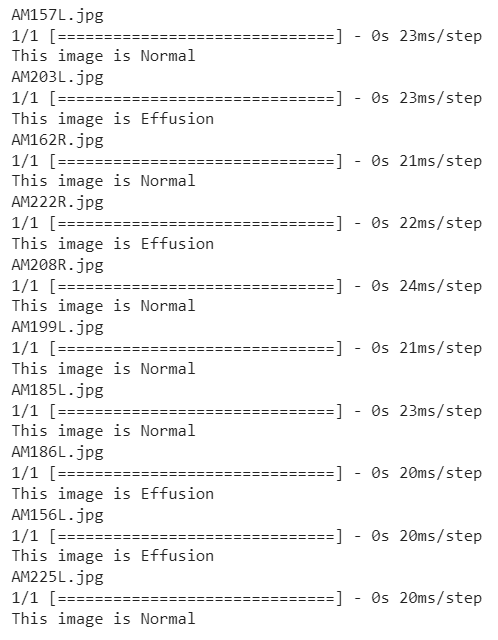 AM157L.jpg
1/1 [==============================] - 0s 23ms/step
This image is Normal
AM203L.jpg
1/1 [==============================] - 0s 23ms/step
This image is Effusion
AM162R.jpg
1/1 [==============================] - 0s 21ms/step
This image is Normal
AM222R.jpg
1/1 [==============================] - 0s 22ms/step
This image is Effusion
AM208R.jpg
1/1 [==============================] - 0s 24ms/step
This image is Normal
AM199L.jpg
1/1 [==============================] - 0s 21ms/step
This image is Normal
AM185L.jpg
1/1 [==============================] - 0s 23ms/step
This image is Normal
AM186L.jpg
1/1 [==============================] - 0s 20ms/step
This image is Effusion
AM156L.jpg
1/1 [==============================] - 0s 20ms/step
This image is Effusion
AM225L.jpg
1/1 [==============================] - 0s 20ms/step
This image is Normal